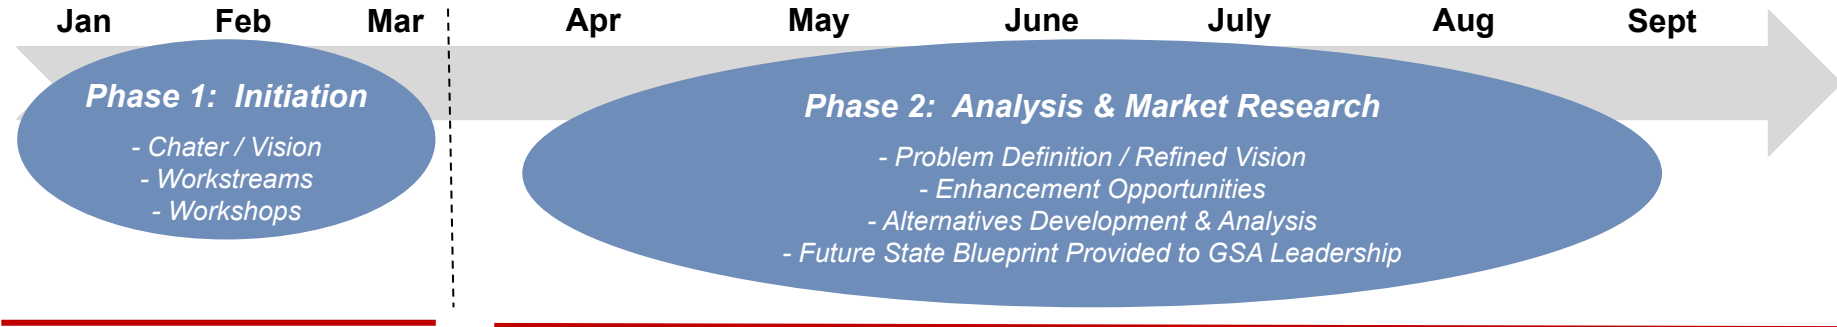 Jan Feb Mar Apr May June July Aug Sept
Phase 1:  Initiation
- Chater / Vision
- Workstreams
- Workshops
Phase 2:  Analysis & Market Research
- Problem Definition / Refined Vision
- Enhancement Opportunities
- Alternatives Development & Analysis
- Future State Blueprint Provided to GSA Leadership